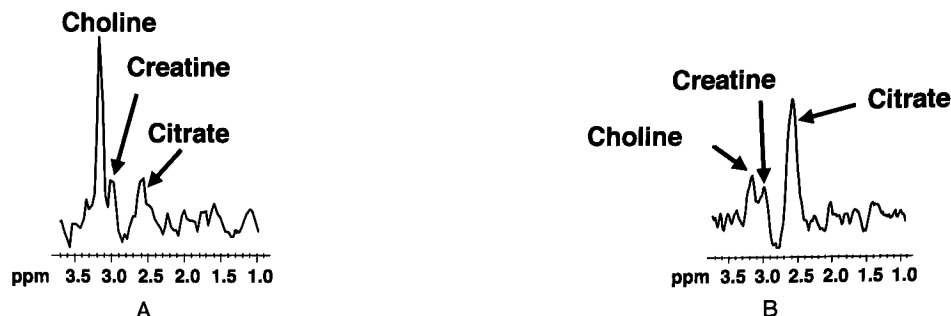 Choline
Creatine
Citrate
ppm 3.5 3.0 2.5 2.0 1.5 1.0
A
Creatine
Citrate
Choline
ppm 3.5 3.0 2.5 2.0 1.5 1.0
B